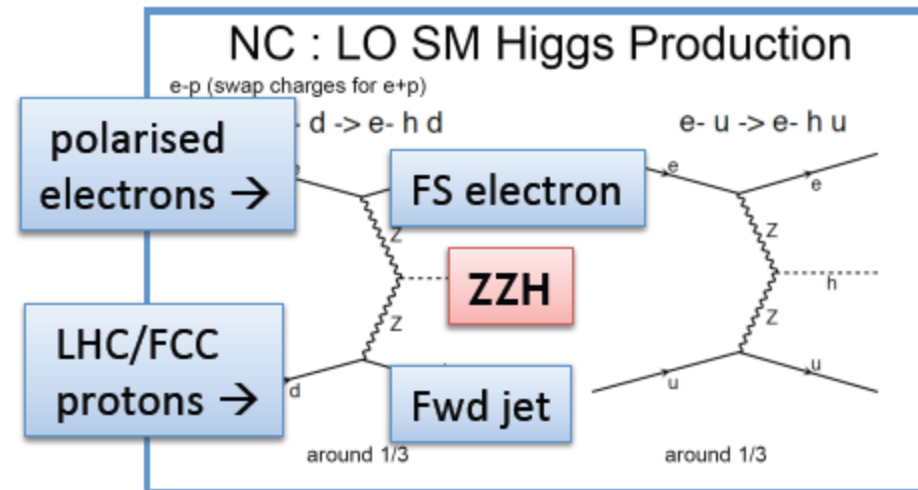 NC : LO SM Higgs Production
e-p (swap charges for e+p)
- d -> e- h d
e- u -> e- h u
polarised
electrons →
FS electron
e
e
Z
Z
ZZH
h
Z
Z
LHC/FCC
protons →
d
Fwd jet
u
u
around 1/3
around 1/3